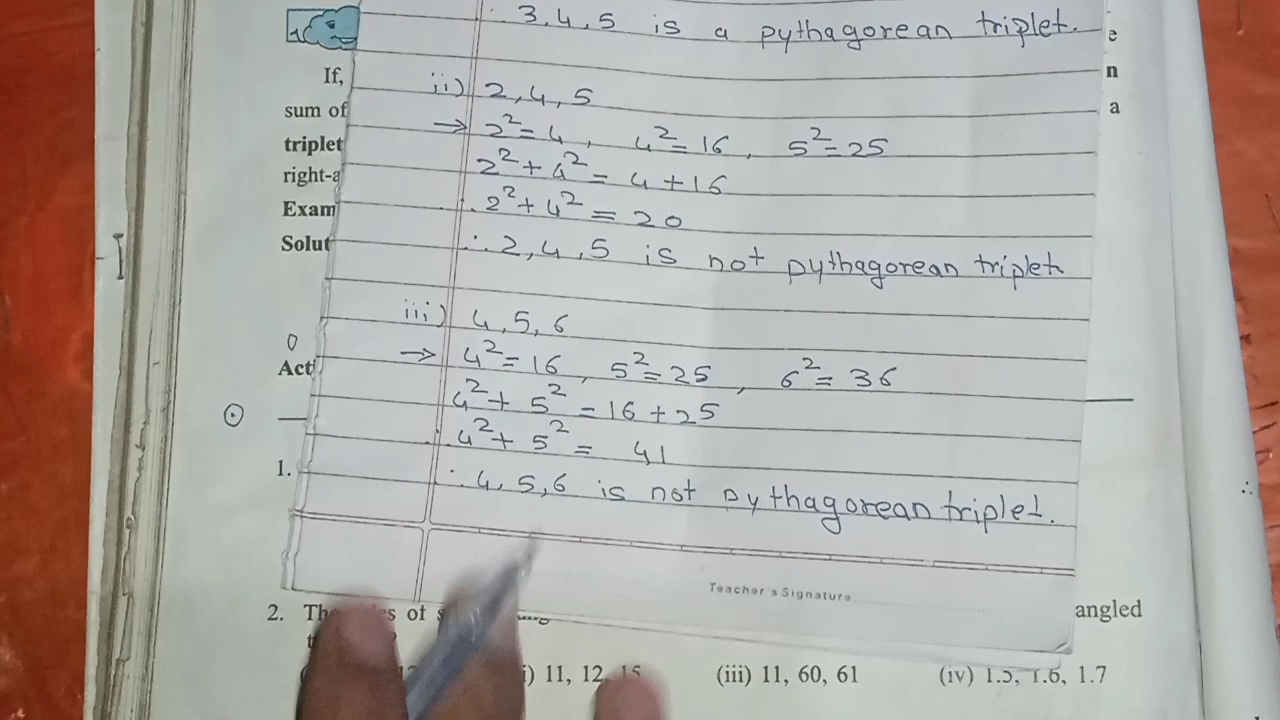 ∴ 3,4,5 is a pythagorean triplet.
e
n
If,
ii) 2,4,5
a
sum of
→ 2²=4, 4²=16, 5²=25
triplet
2²+4²=4+16
right-a
2²+4²=20
Exam
∴ 2,4,5 is not pythagorean triplet
Solut
iii) 4,5,6
→ 4²=16, 5²=25, 6²=36
Act
4²+5²=16+25
4²+5²= 41
1.
∴ 4,5,6 is not pythagorean triplet.
Teacher's Signature
2. of angled
11, 12, 15 (iii) 11, 60, 61 (iv) 1.5, 1.6, 1.7